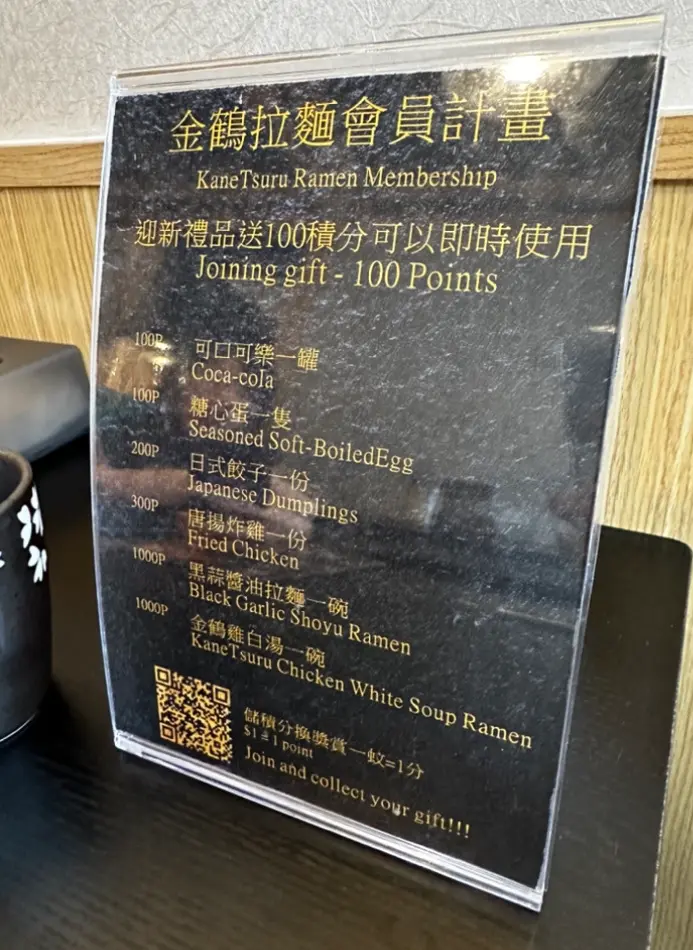 金鶴拉麵會員計畫
KaneTsuru Ramen Membership
迎新禮品送100積分可以即時使用
Joining gift - 100 Points
100P 可口可樂一罐
Coca-cola
100P 糖心蛋一隻
Seasoned Soft-BoiledEgg
200P 日式餃子一份
Japanese Dumplings
300P 唐揚炸雞一份
Fried Chicken
1000P 黑蒜醬油拉麵一碗
Black Garlic Shoyu Ramen
1000P 金鶴雞白湯一碗
KaneTsuru Chicken White Soup Ramen
儲積分換獎賞一蚊=1分
$1 = 1 point
Join and collect your gift!!!